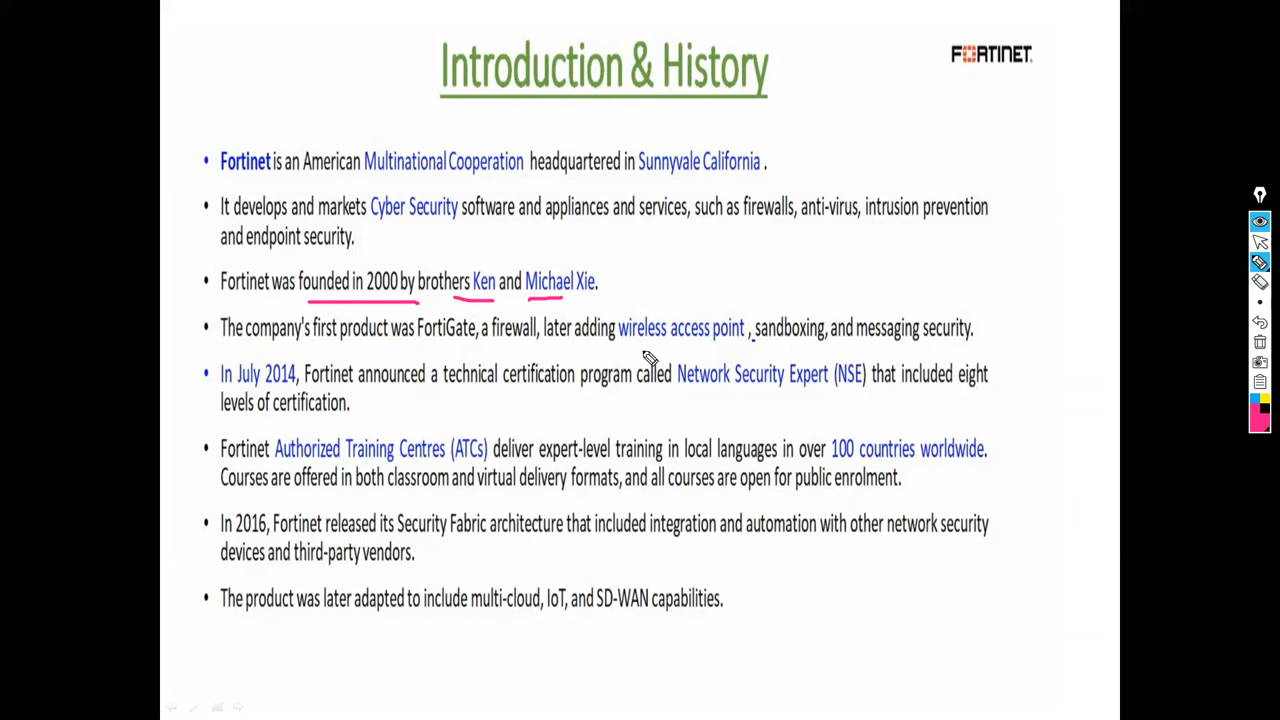 Introduction & History
FORTINET
• Fortinet is an American Multinational Cooperation headquartered in Sunnyvale California .
• It develops and markets Cyber Security software and appliances and services, such as firewalls, anti-virus, intrusion prevention
and endpoint security.
• Fortinet was founded in 2000 by brothers Ken and Michael Xie.
• The company's first product was FortiGate, a firewall, later adding wireless access point , sandboxing, and messaging security.
• In July 2014, Fortinet announced a technical certification program called Network Security Expert (NSE) that included eight
levels of certification.
• Fortinet Authorized Training Centres (ATCs) deliver expert-level training in local languages in over 100 countries worldwide.
Courses are offered in both classroom and virtual delivery formats, and all courses are open for public enrolment.
• In 2016, Fortinet released its Security Fabric architecture that included integration and automation with other network security
devices and third-party vendors.
• The product was later adapted to include multi-cloud, IoT, and SD-WAN capabilities.